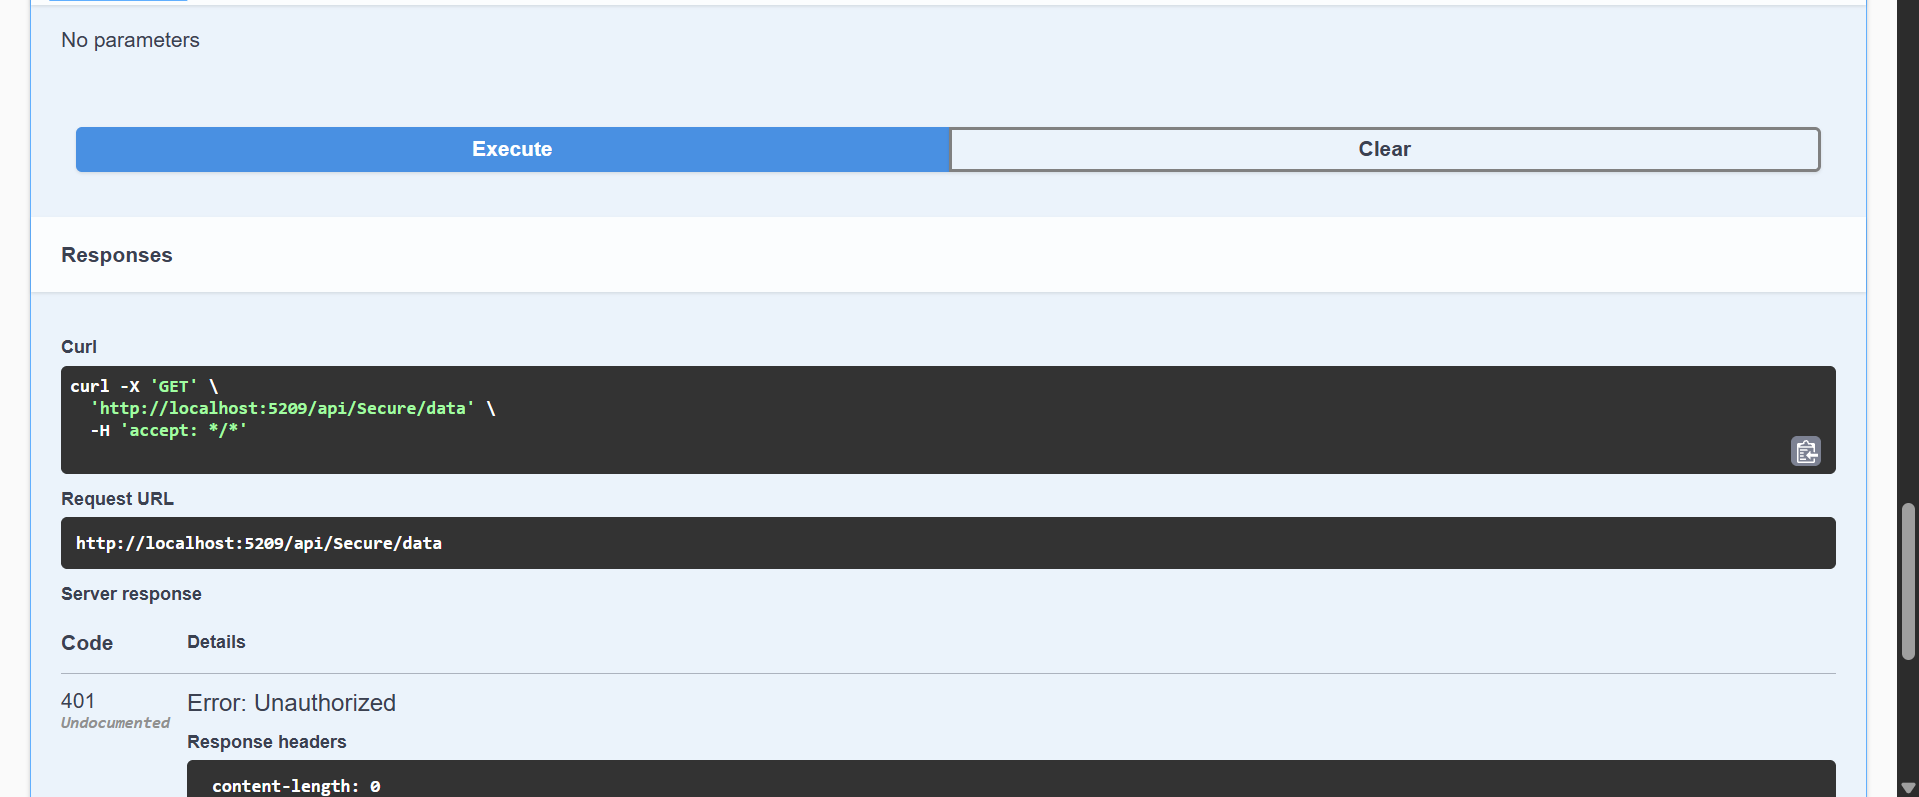 No parameters
Execute
Clear
Responses
Curl
curl -X 'GET' \
  'http://localhost:5209/api/Secure/data' \
  -H 'accept: */*'
Request URL
http://localhost:5209/api/Secure/data
Server response
Code Details
401 Error: Unauthorized
Undocumented
Response headers
content-length: 0